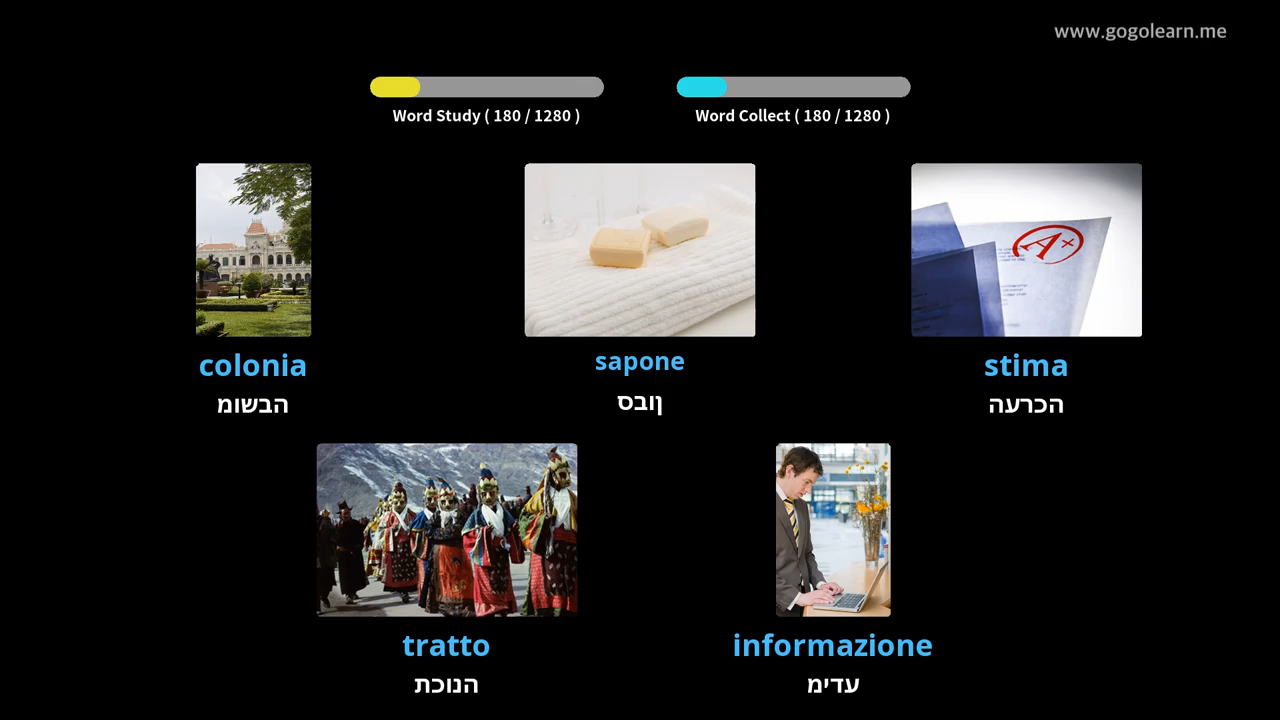 www.gogolearn.me
Word Study ( 180 / 1280 )
Word Collect ( 180 / 1280 )
A+
colonia
הבשומ
sapone
ןובס
stima
הכרעה
tratto
הנוכת
informazione
עדימ